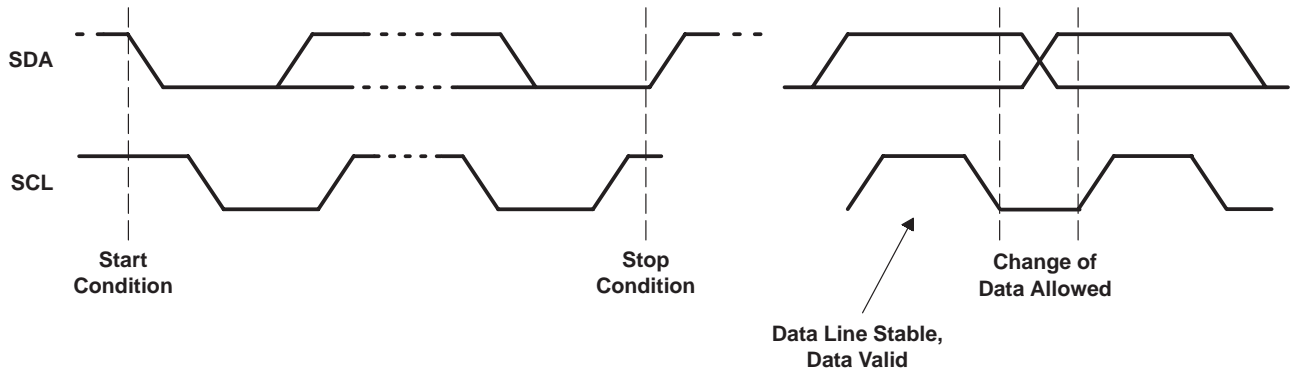 SDA
SCL
Start
Condition
Stop
Condition
Change of
Data Allowed
Data Line Stable,
Data Valid